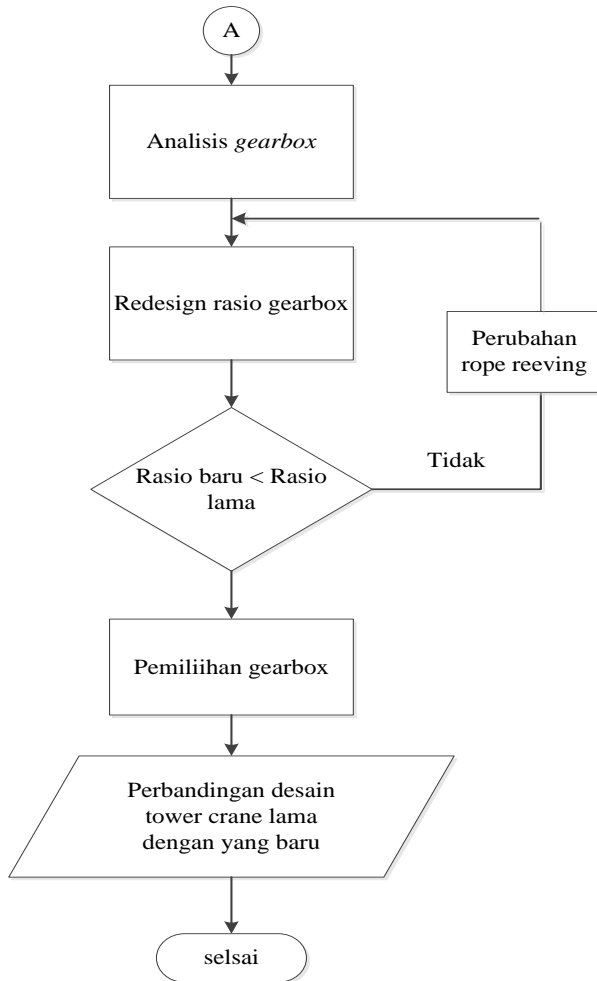 A
Analisis gearbox
Redesign rasio gearbox
Perubahan
rope reeving
Tidak
Rasio baru < Rasio
lama
Pemiliihan gearbox
Perbandingan desain
tower crane lama
dengan yang baru
selsai